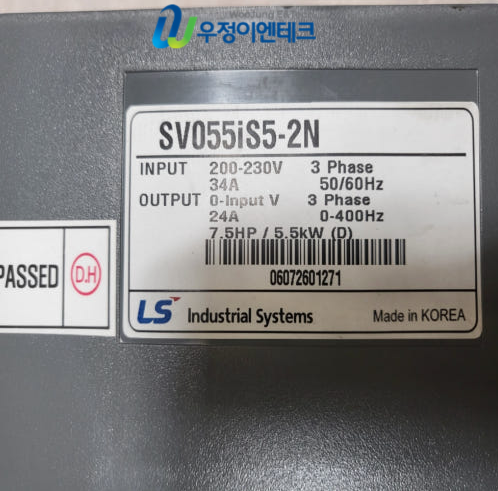 우정이엔테크
SV055iS5-2N
INPUT 200-230V 3 Phase
34A 50/60Hz
OUTPUT 0-Input V 3 Phase
24A 0-400Hz
7.5HP / 5.5kW (D)
06072601271
PASSED D.H
LS Industrial Systems Made in KOREA